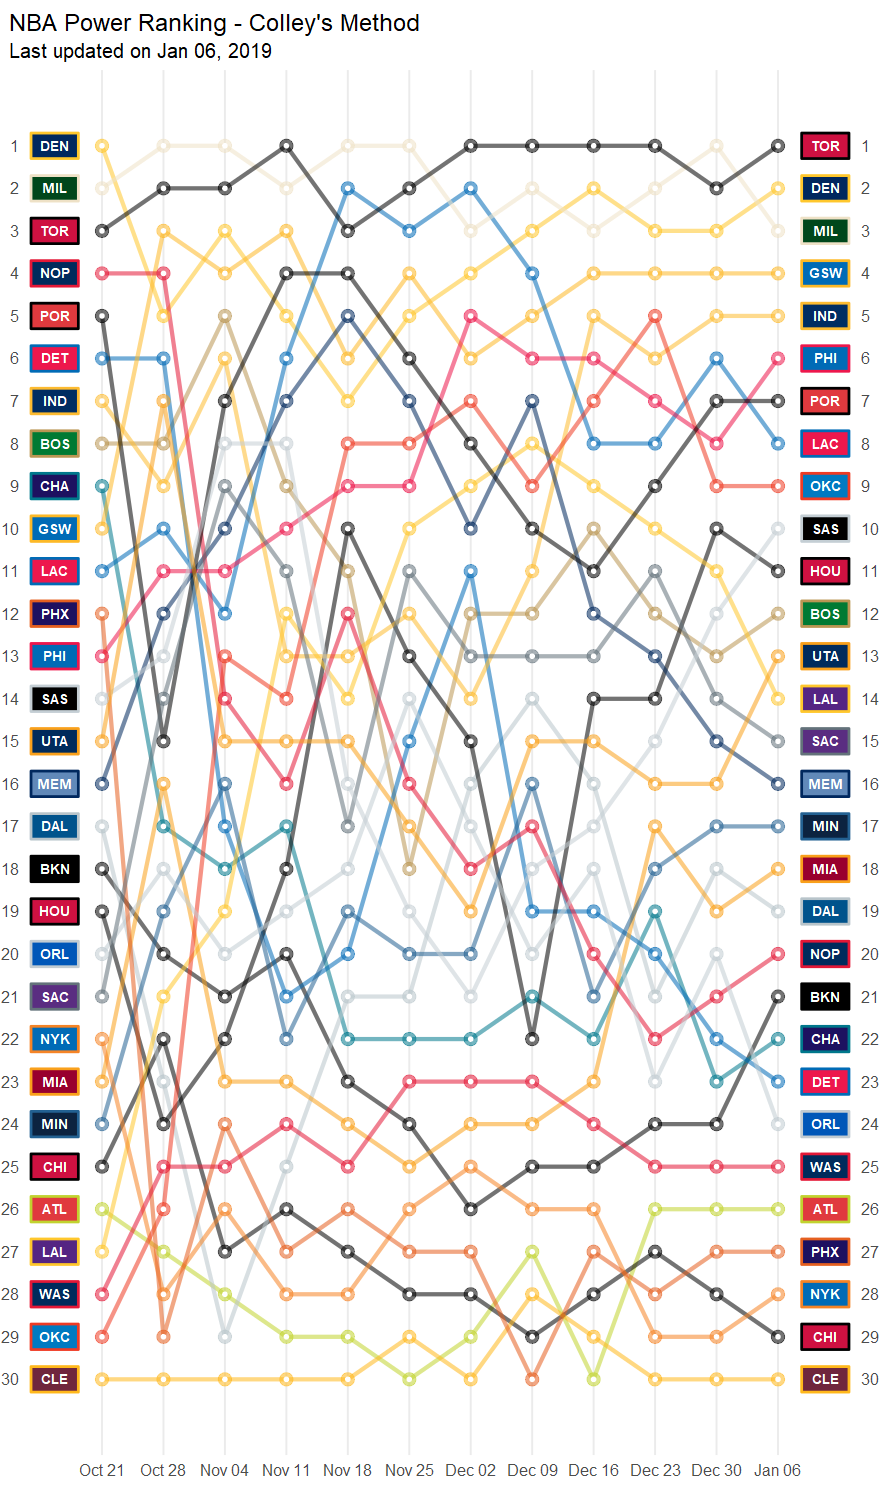 NBA Power Ranking - Colley's Method
Last updated on Jan 06, 2019
1 DEN TOR 1
2 MIL DEN 2
3 TOR MIL 3
4 NOP GSW 4
5 POR IND 5
6 DET PHI 6
7 IND POR 7
8 BOS LAC 8
9 CHA OKC 9
10 GSW SAS 10
11 LAC HOU 11
12 PHX BOS 12
13 PHI UTA 13
14 SAS LAL 14
15 UTA SAC 15
16 MEM MEM 16
17 DAL MIN 17
18 BKN MIA 18
19 HOU DAL 19
20 ORL NOP 20
21 SAC BKN 21
22 NYK CHA 22
23 MIA DET 23
24 MIN ORL 24
25 CHI WAS 25
26 ATL ATL 26
27 LAL PHX 27
28 WAS NYK 28
29 OKC CHI 29
30 CLE CLE 30
Oct 21 Oct 28 Nov 04 Nov 11 Nov 18 Nov 25 Dec 02 Dec 09 Dec 16 Dec 23 Dec 30 Jan 06